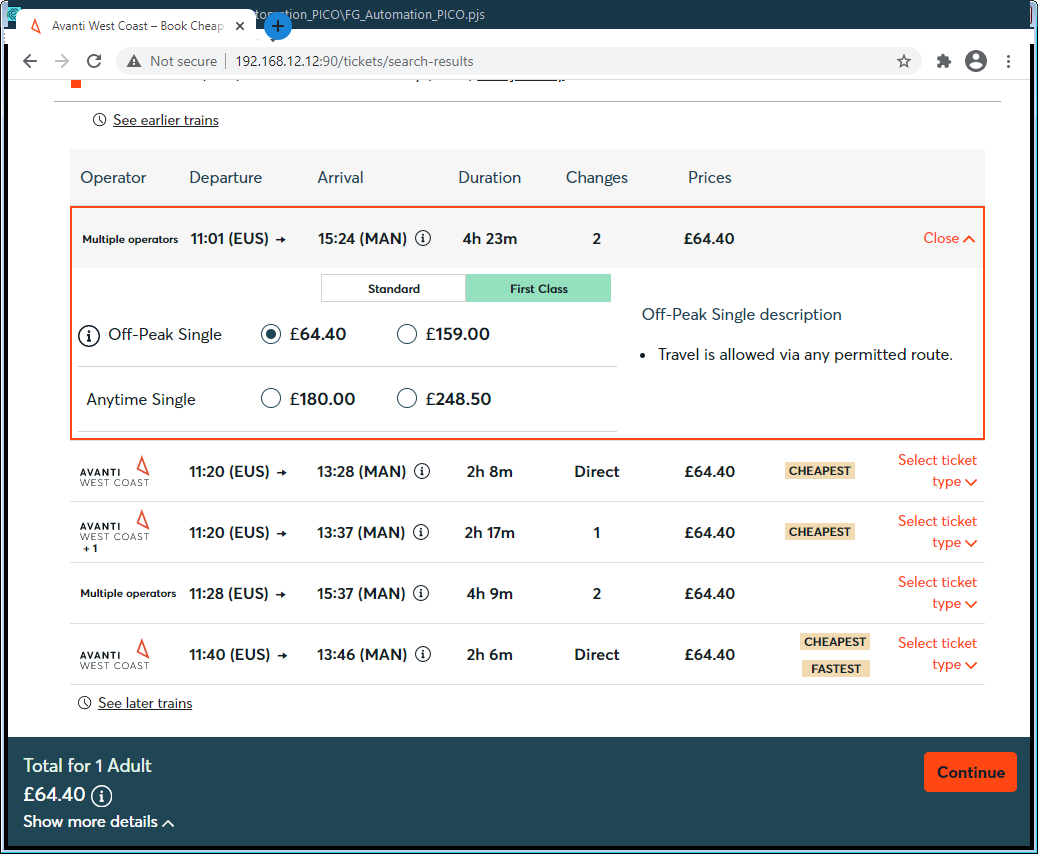 tomation_PICO\FG_Automation_PICO.pjs
Avanti West Coast – Book Cheap
Not secure | 192.168.12.12:90/tickets/search-results
See earlier trains
Operator Departure Arrival Duration Changes Prices
Multiple operators 11:01 (EUS) → 15:24 (MAN) 4h 23m 2 £64.40 Close
Standard First Class
Off-Peak Single £64.40 £159.00
Anytime Single £180.00 £248.50
Off-Peak Single description
• Travel is allowed via any permitted route.
AVANTI WEST COAST 11:20 (EUS) → 13:28 (MAN) 2h 8m Direct £64.40 CHEAPEST Select ticket type
AVANTI WEST COAST + 1 11:20 (EUS) → 13:37 (MAN) 2h 17m 1 £64.40 CHEAPEST Select ticket type
Multiple operators 11:28 (EUS) → 15:37 (MAN) 4h 9m 2 £64.40 Select ticket type
AVANTI WEST COAST 11:40 (EUS) → 13:46 (MAN) 2h 6m Direct £64.40 CHEAPEST FASTEST Select ticket type
See later trains
Total for 1 Adult
£64.40
Show more details
Continue